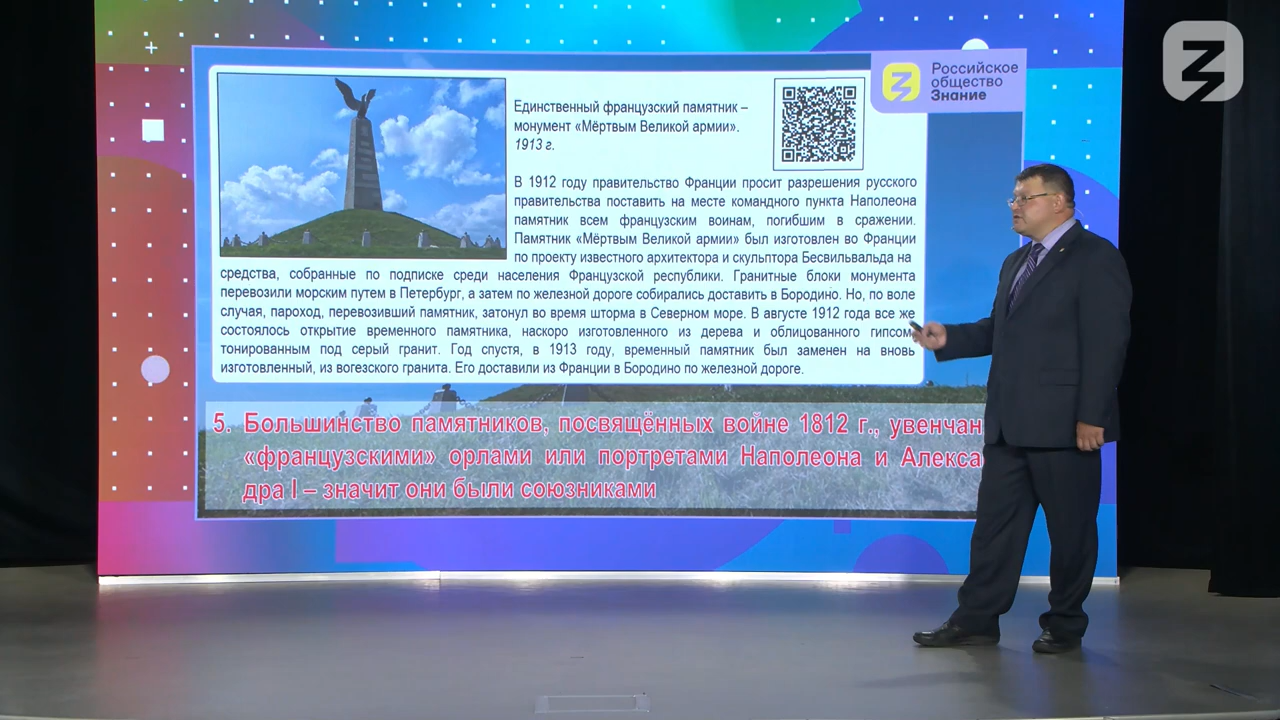 Российское
общество
Знание
Единственный французский памятник –
монумент «Мёртвым Великой армии».
1913 г.
В 1912 году правительство Франции просит разрешения русского
правительства поставить на месте командного пункта Наполеона
памятник всем французским воинам, погибшим в сражении.
Памятник «Мёртвым Великой армии» был изготовлен во Франции
по проекту известного архитектора и скульптора Бесвильвальда на
средства, собранные по подписке среди населения Французской республики. Гранитные блоки монумента
перевозили морским путем в Петербург, а затем по железной дороге собирались доставить в Бородино. Но, по воле
случая, пароход, перевозивший памятник, затонул во время шторма в Северном море. В августе 1912 года все же
состоялось открытие временного памятника, наскоро изготовленного из дерева и облицованного гипсом,
тонированным под серый гранит. Год спустя, в 1913 году, временный памятник был заменен на вновь
изготовленный, из вогезского гранита. Его доставили из Франции в Бородино по железной дороге.
5. Большинство памятников, посвящённых войне 1812 г., увенчан
«французскими» орлами или портретами Наполеона и Алекса
дра I – значит они были союзниками